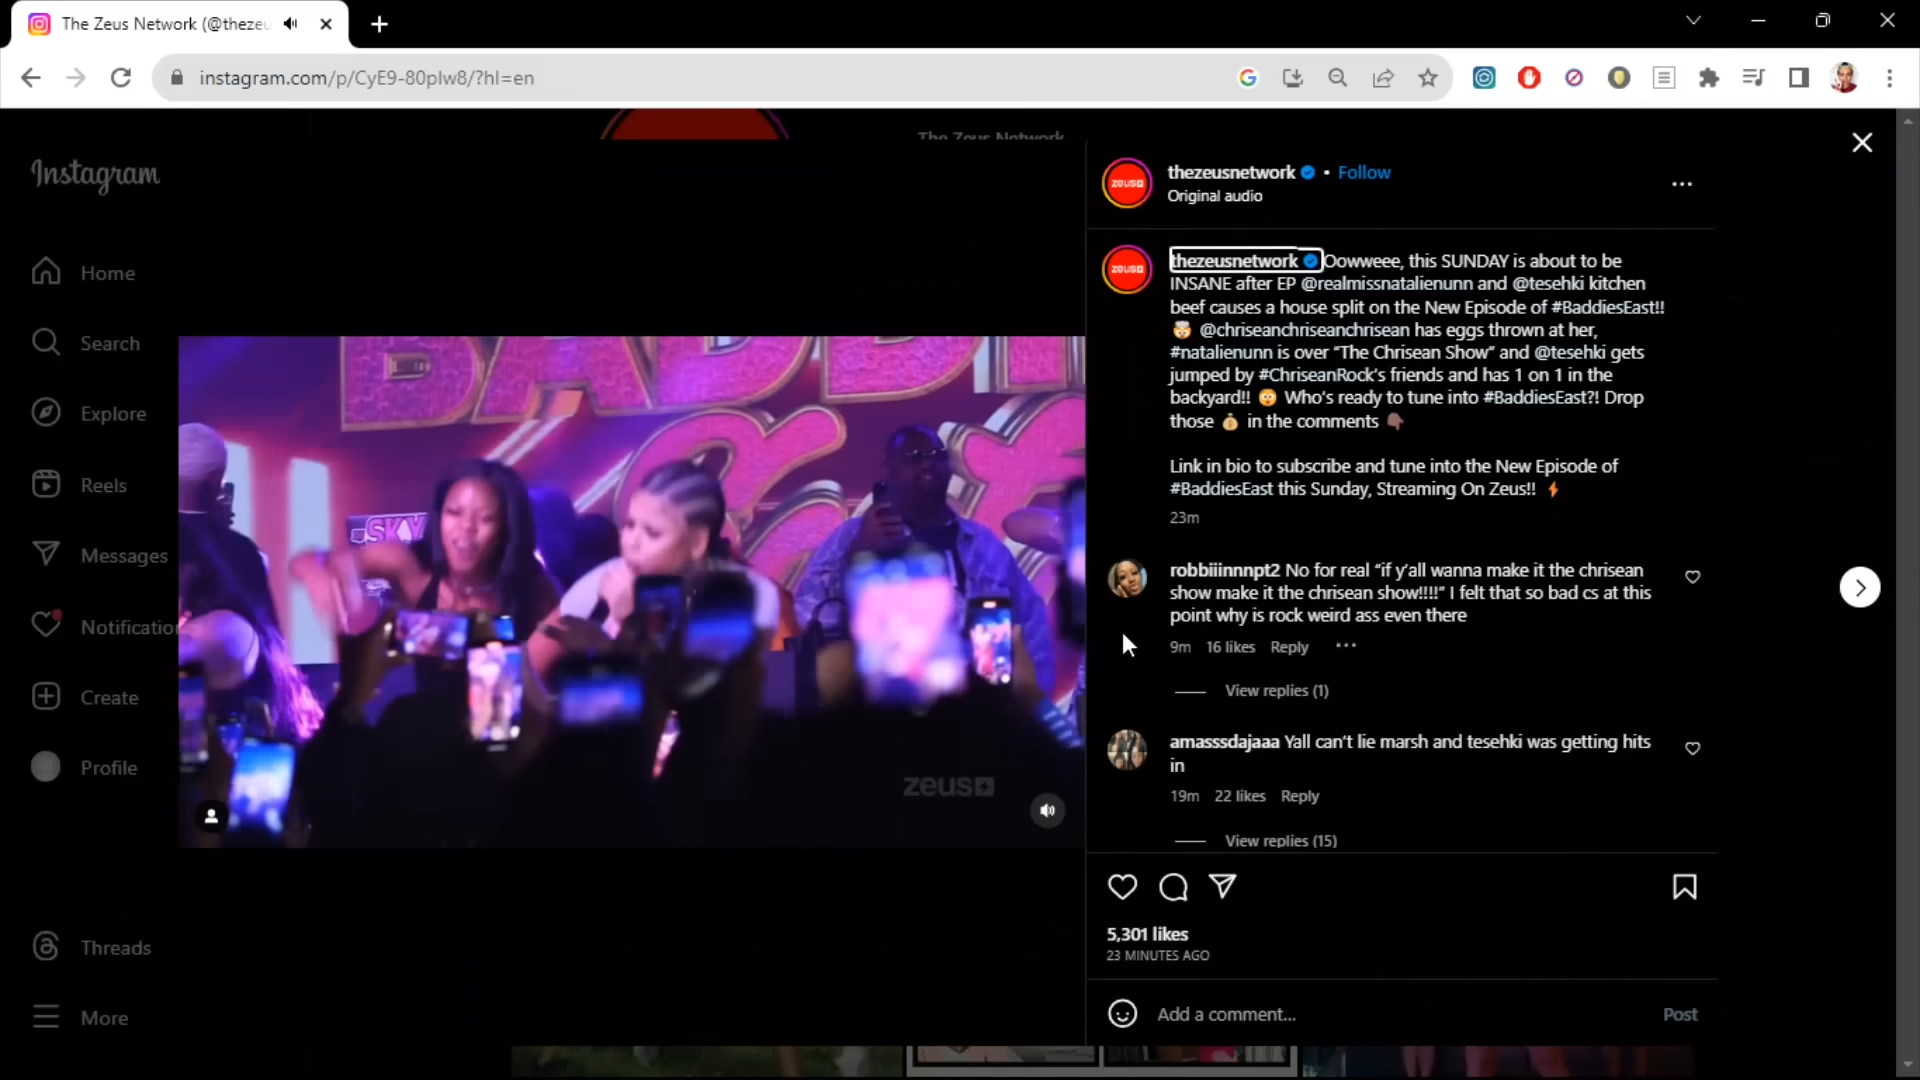 The Zeus Network (@thezeu
instagram.com/p/CyE9-80pIw8/?hl=en
The Zeus Network
Instagram
Home
Search
Explore
Reels
Messages
Notification
Create
Profile
Threads
More
BADDI
SKY
zeus
thezeusnetwork • Follow
Original audio
zeus
zeus
thezeusnetwork Oowweee, this SUNDAY is about to be
INSANE after EP @realmissnatalienunn and @tesehki kitchen
beef causes a house split on the New Episode of #BaddiesEast!!
🤯 @chriseanchriseanchrisean has eggs thrown at her,
#natalienunn is over “The Chrisean Show” and @tesehki gets
jumped by #ChriseanRock’s friends and has 1 on 1 in the
backyard!! 😳 Who’s ready to tune into #BaddiesEast?! Drop
those 💰 in the comments 👇🏾
Link in bio to subscribe and tune into the New Episode of
#BaddiesEast this Sunday, Streaming On Zeus!! ⚡
23m
robbiiinnnpt2 No for real “if y’all wanna make it the chrisean
show make it the chrisean show!!!!” I felt that so bad cs at this
point why is rock weird ass even there
9m 16 likes Reply
View replies (1)
amasssdajaaa Yall can’t lie marsh and tesehki was getting hits
in
19m 22 likes Reply
View replies (15)
5,301 likes
23 MINUTES AGO
Add a comment...
Post